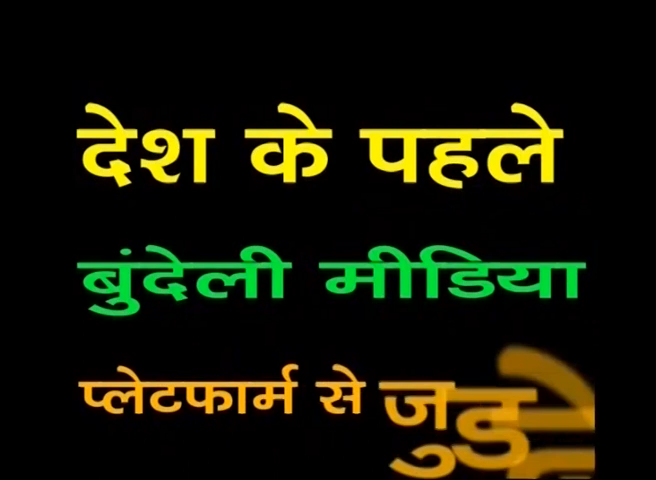 देश के पहले
बुंदेली मीडिया
प्लेटफार्म से जुड़े